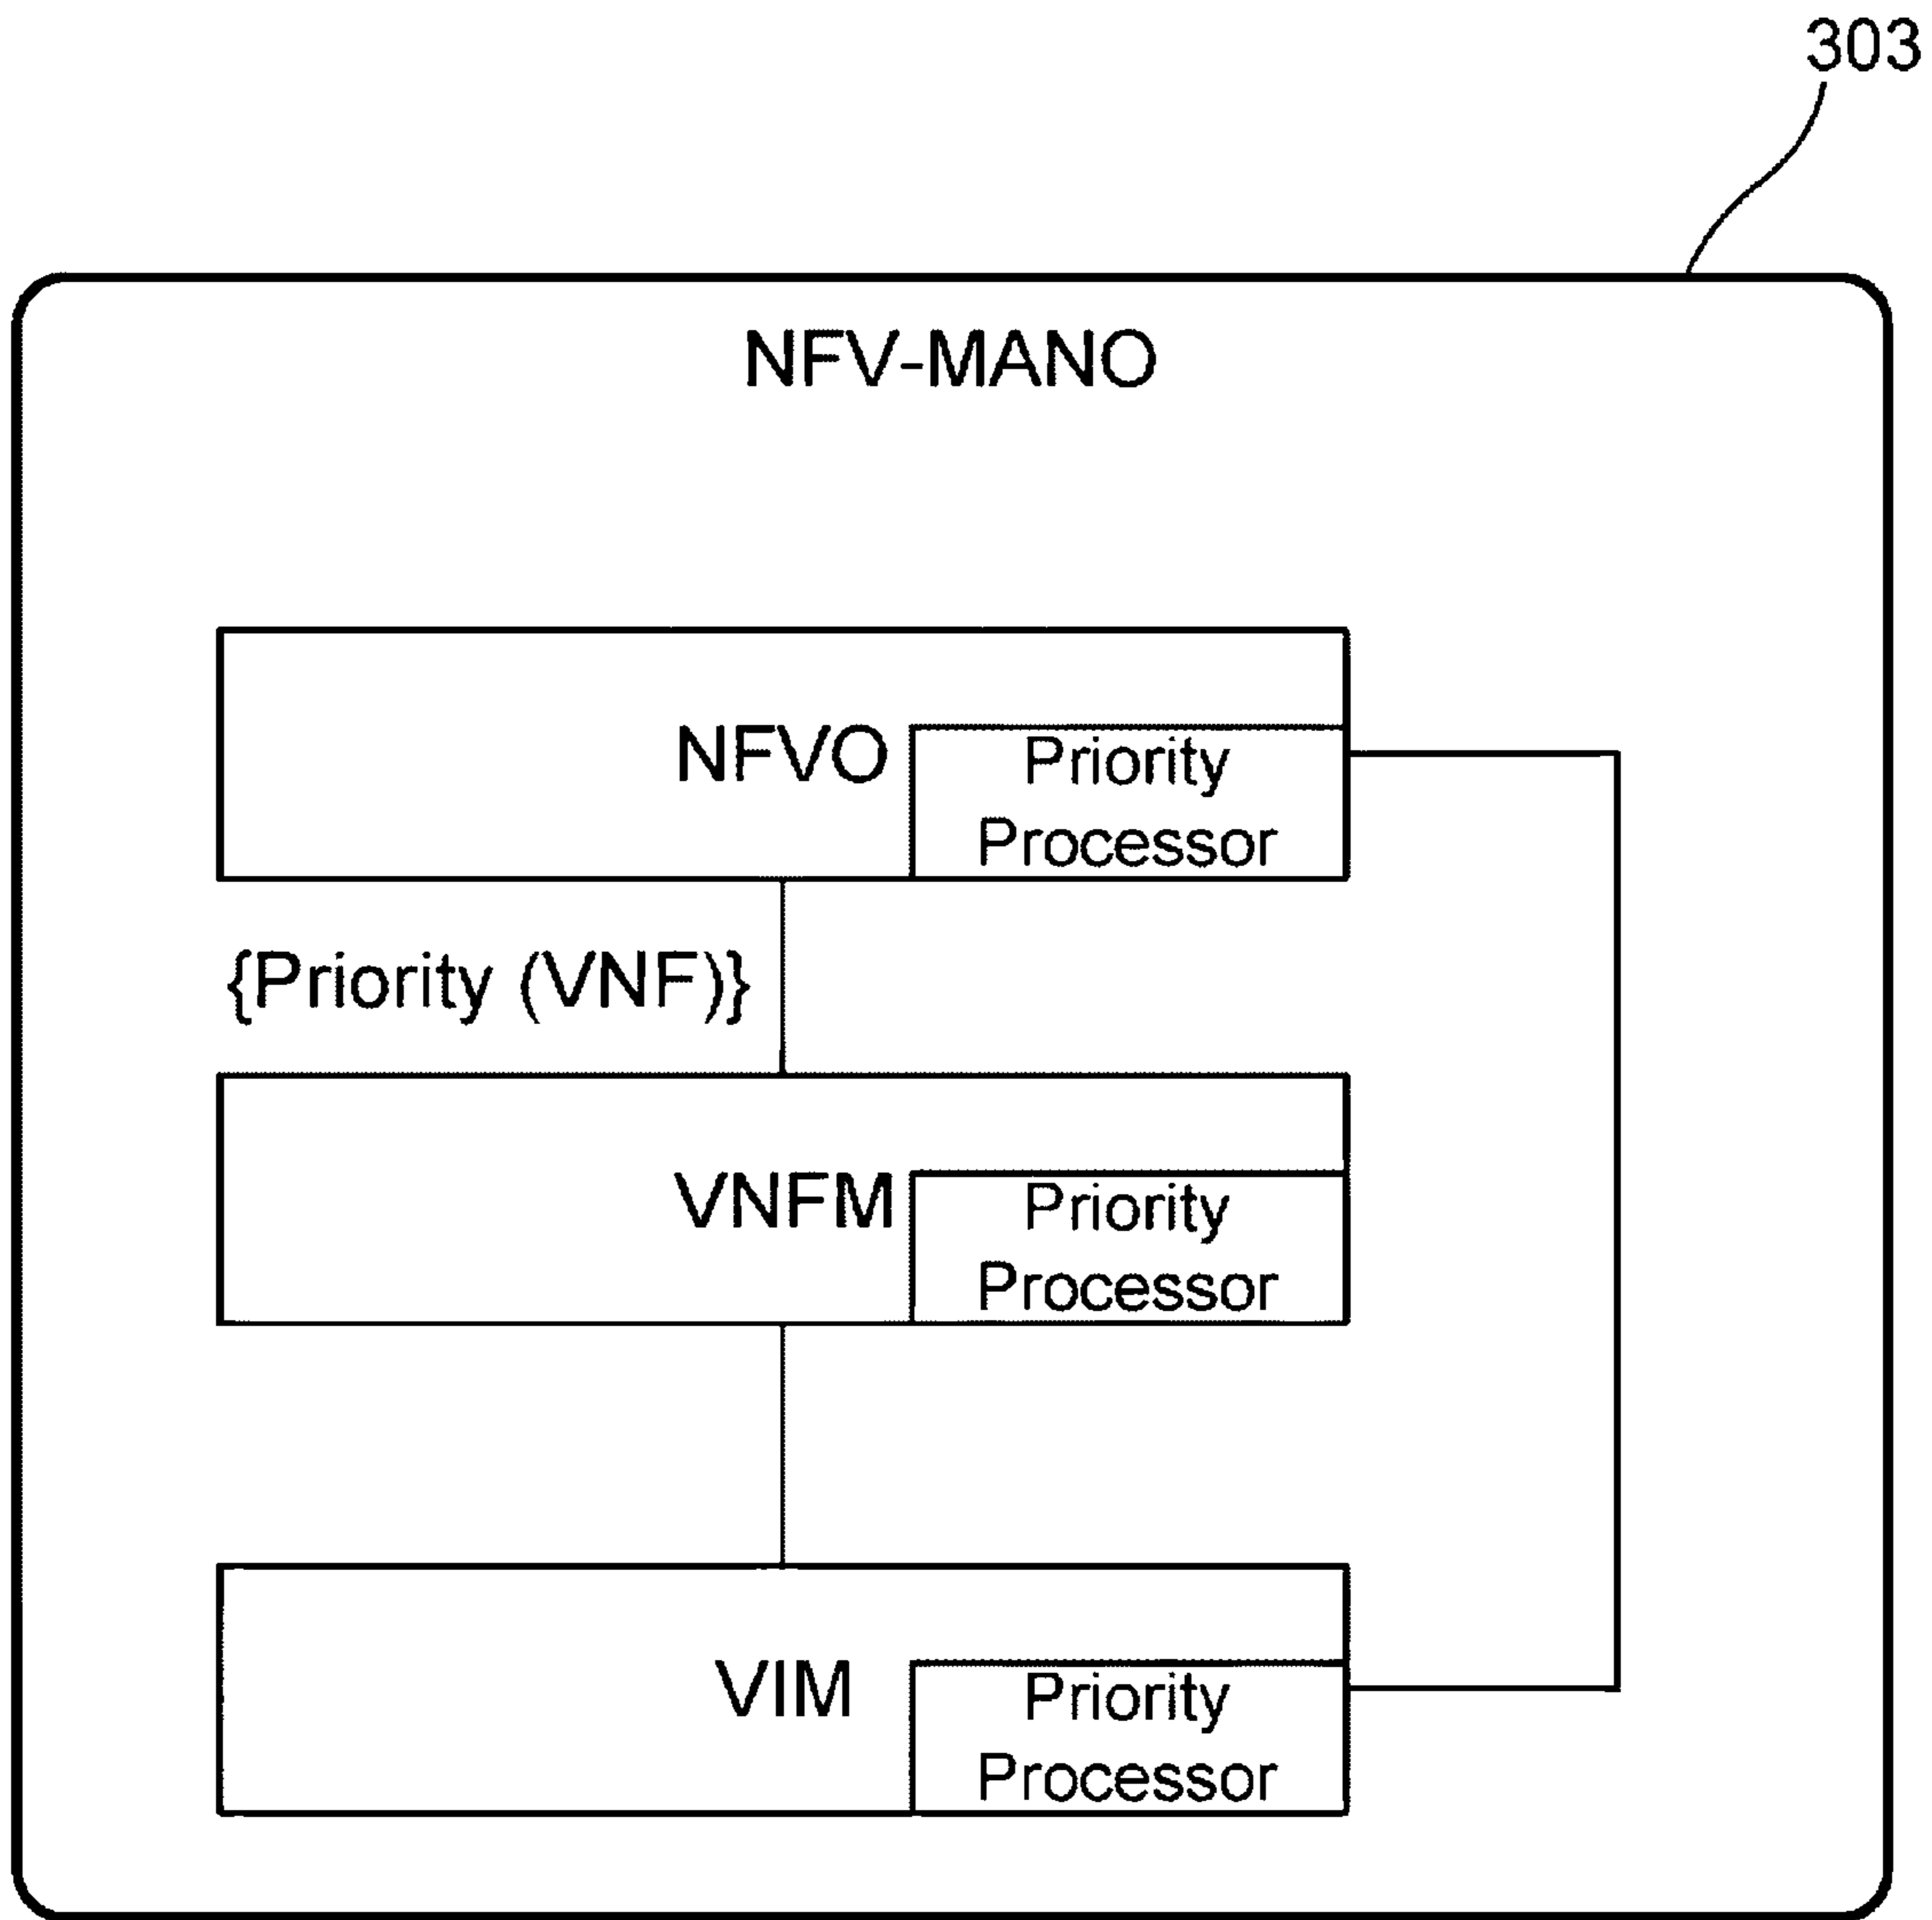 303
NFV-MANO
NFVO
Priority
Processor
{Priority (VNF)}
VNFM
Priority
Processor
VIM
Priority
Processor